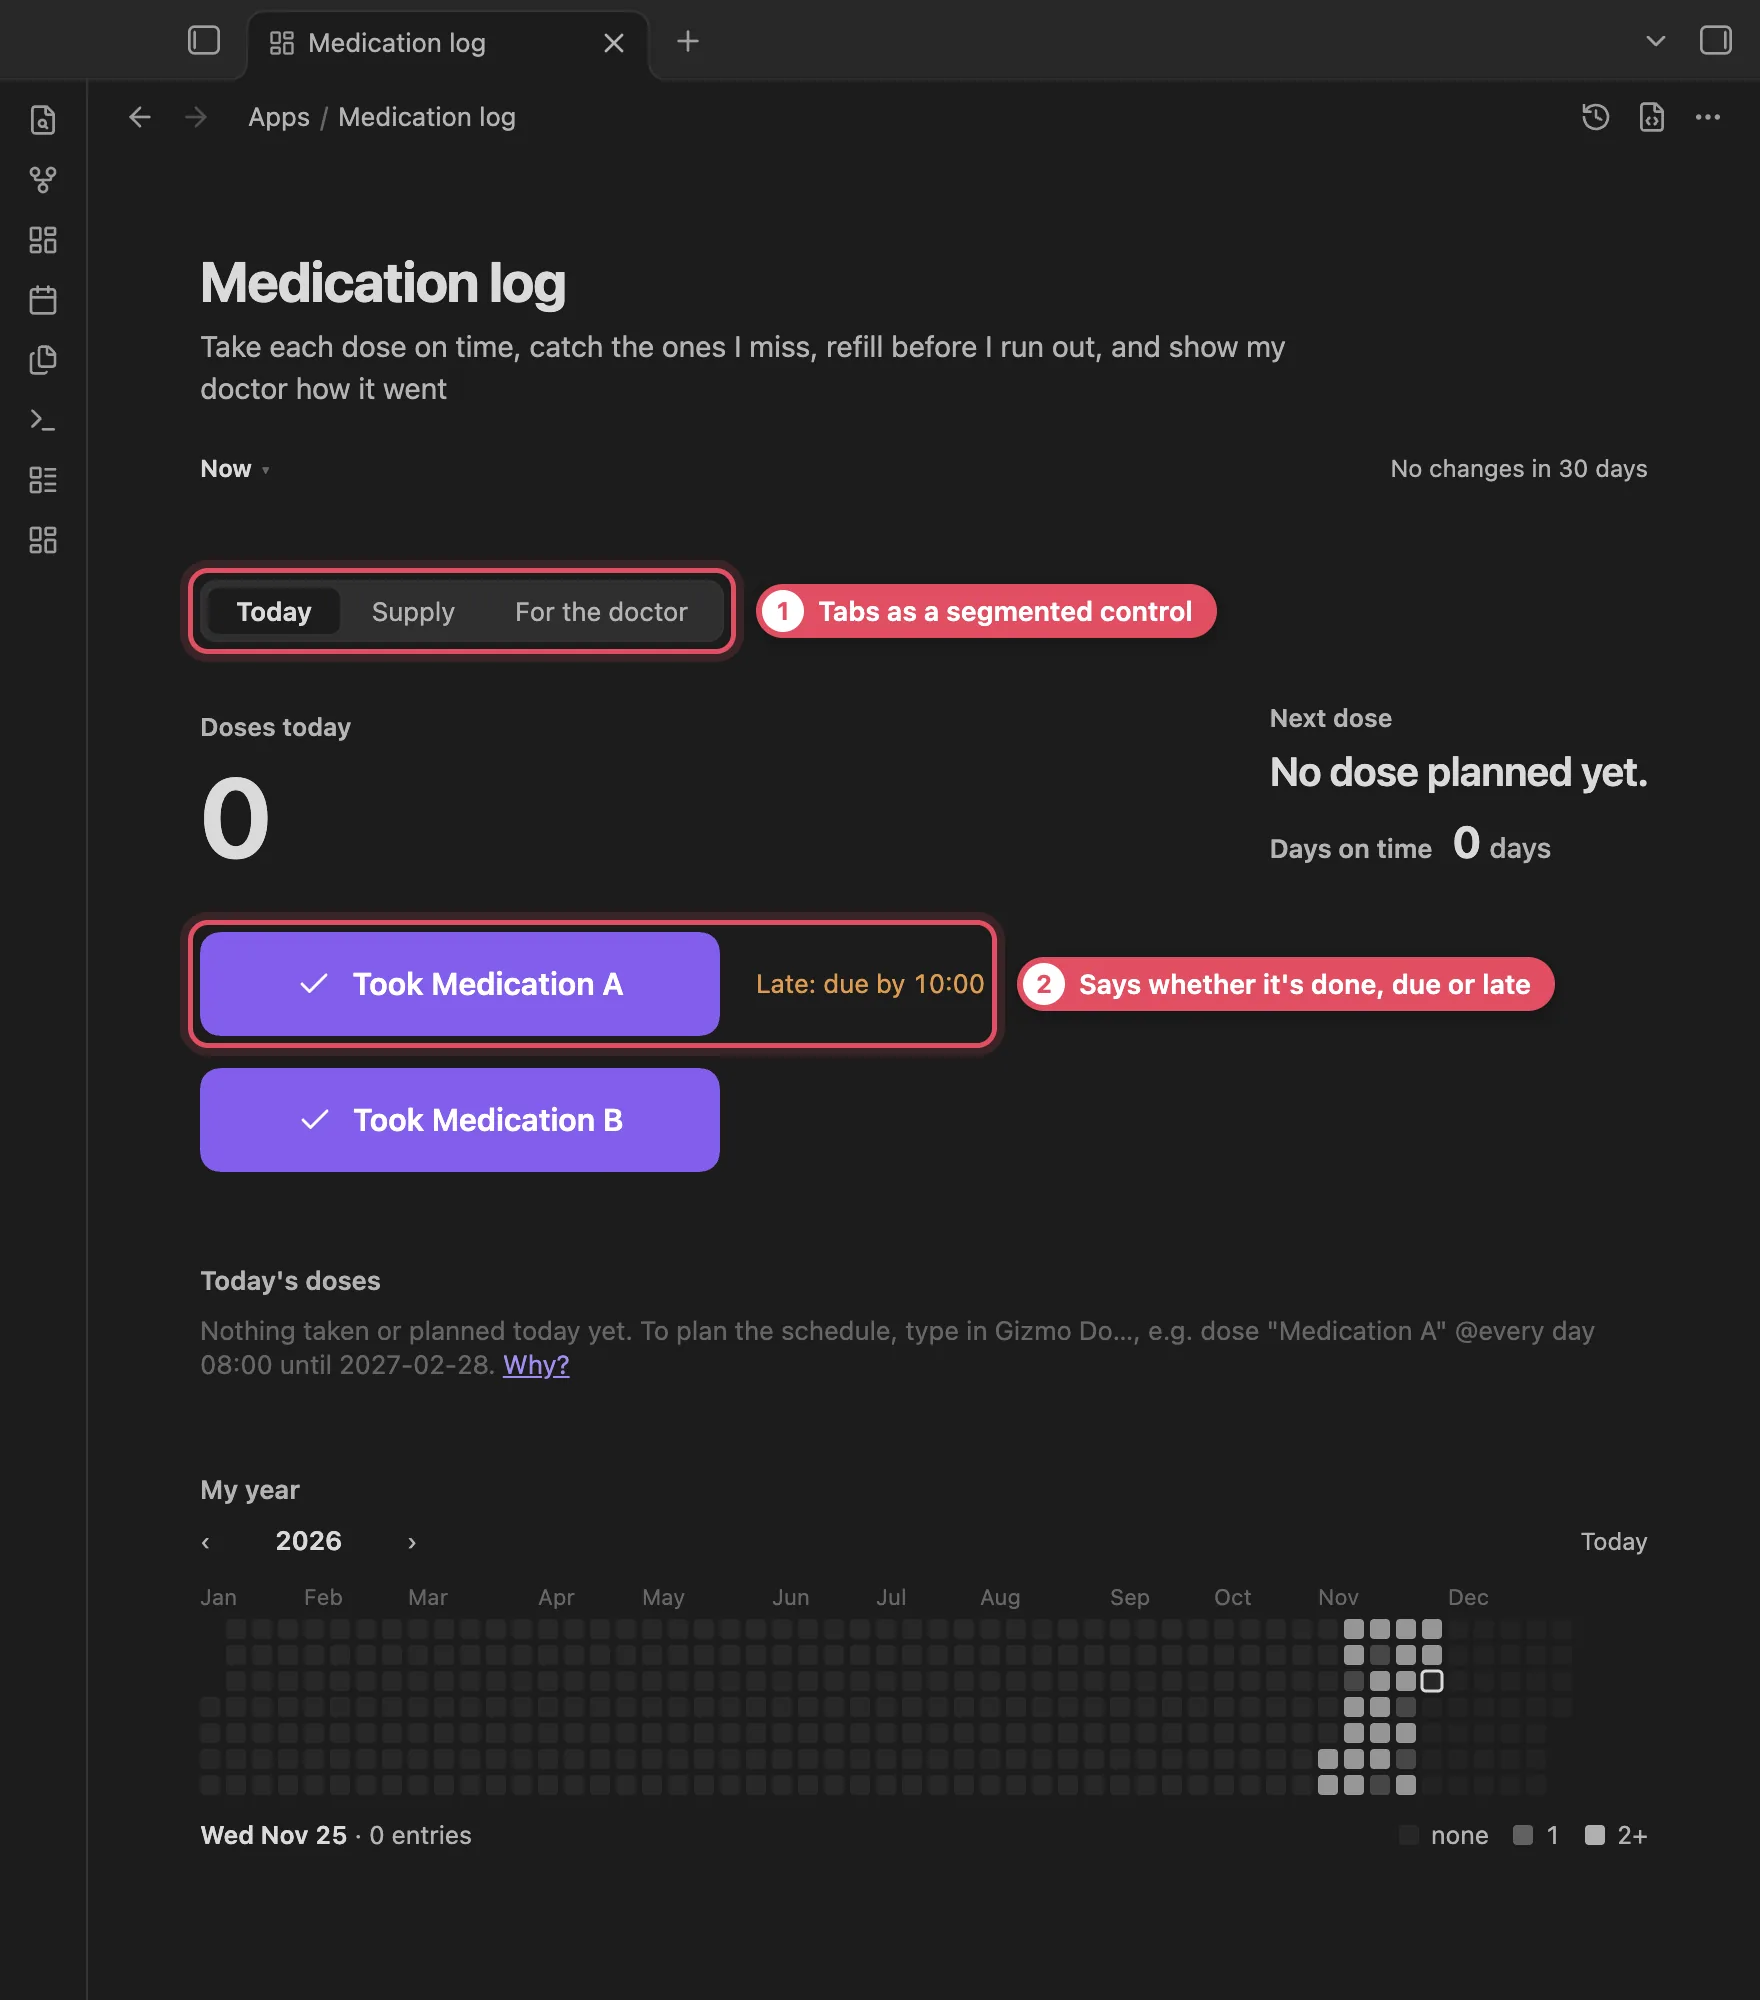 Medication log
Apps / Medication log
Medication log
Take each dose on time, catch the ones I miss, refill before I run out, and show my
doctor how it went
Now
No changes in 30 days
Today Supply For the doctor
1 Tabs as a segmented control
Doses today
0
Next dose
No dose planned yet.
Days on time 0 days
Took Medication A
Late: due by 10:00
2 Says whether it's done, due or late
Took Medication B
Today's doses
Nothing taken or planned today yet. To plan the schedule, type in Gizmo Do..., e.g. dose "Medication A" @every day
08:00 until 2027-02-28. Why?
My year
‹ 2026 ›
Today
Jan Feb Mar Apr May Jun Jul Aug Sep Oct Nov Dec
Wed Nov 25 · 0 entries
none 1 2+